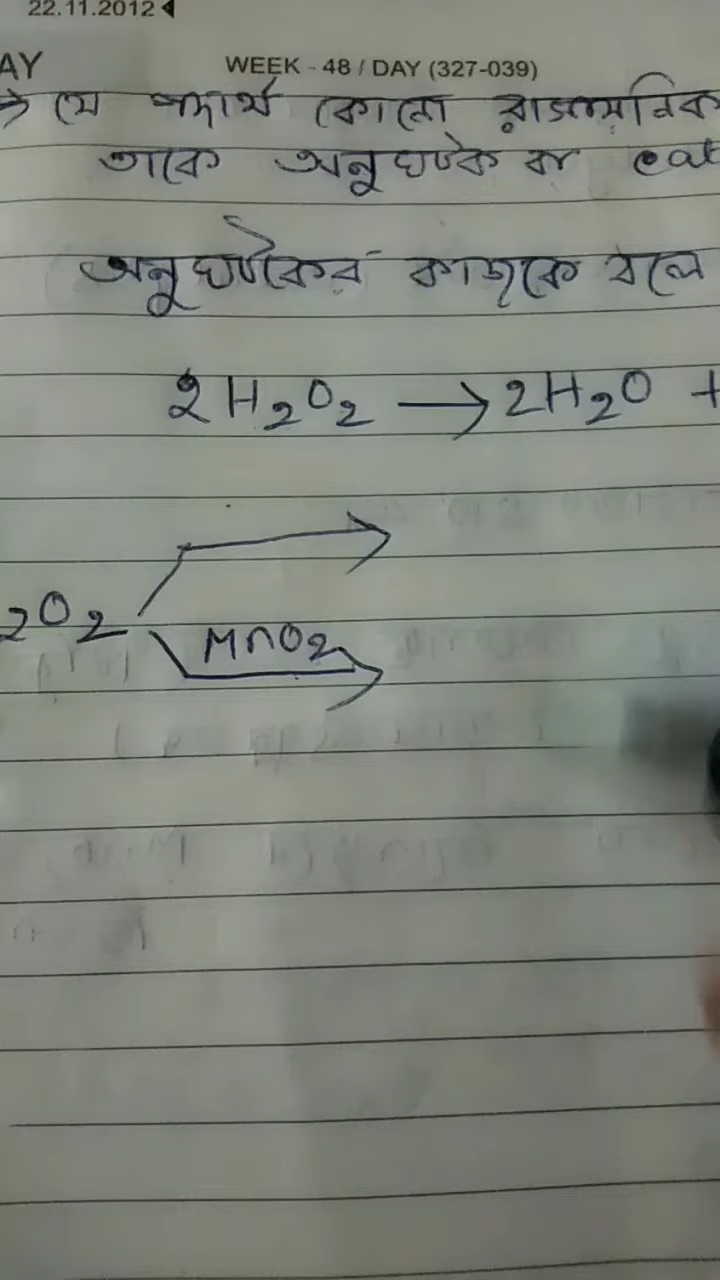 22.11.2012
AY WEEK - 48 / DAY (327-039)
→ যে পদার্থ কোনো রাসায়নিক
তাকে অনুঘটক বা cat
অনুঘটকের কাজকে বলে
2H₂O₂ → 2H₂O +
₂O₂
MnO₂